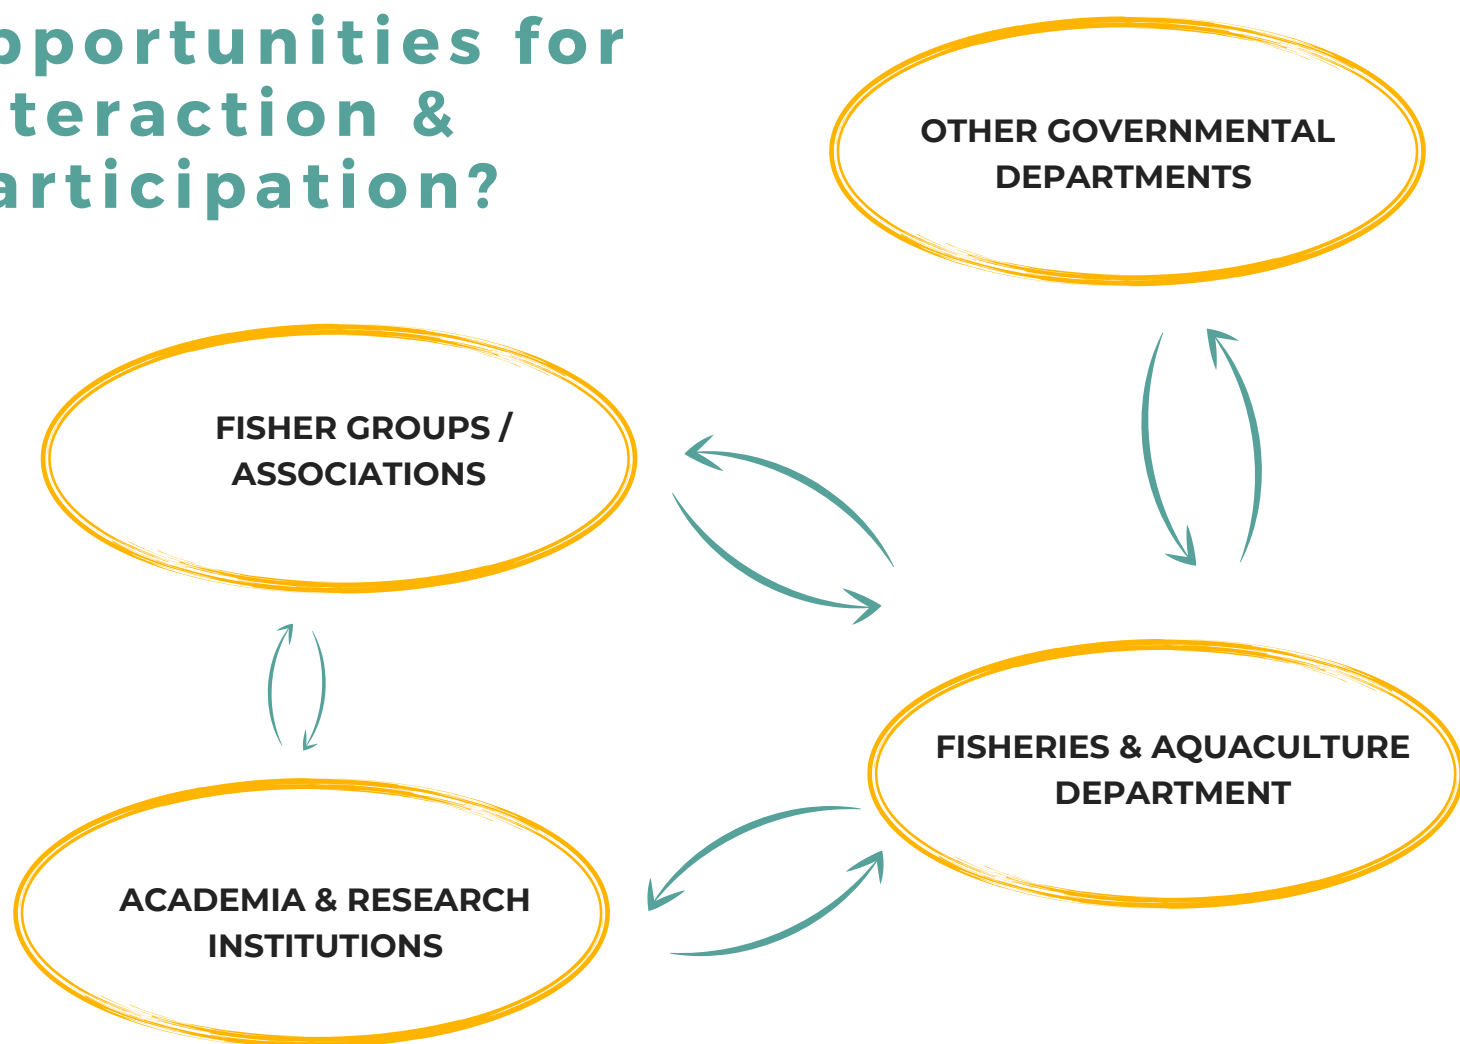 pportunities for
teraction &
articipation?
OTHER GOVERNMENTAL
DEPARTMENTS
FISHER GROUPS /
ASSOCIATIONS
FISHERIES & AQUACULTURE
DEPARTMENT
ACADEMIA & RESEARCH
INSTITUTIONS